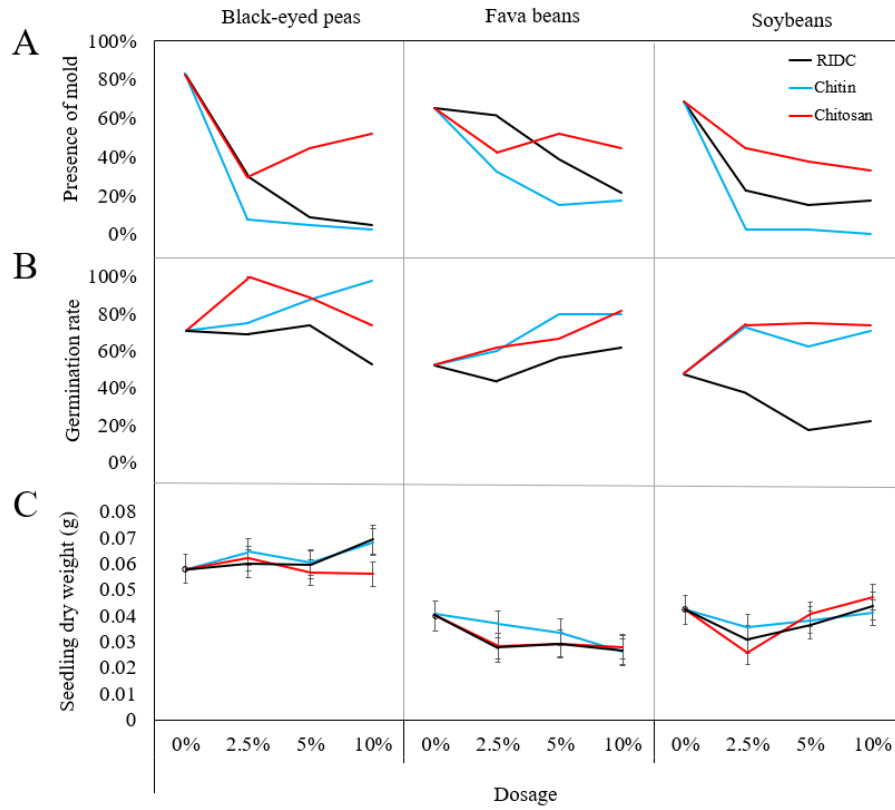 Black-eyed peas Fava beans Soybeans
A
Presence of mold
100%
80%
60%
40%
20%
0%
RIDC
Chitin
Chitosan
B
Germination rate
100%
80%
60%
40%
20%
0%
C
Seedling dry weight (g)
0.08
0.07
0.06
0.05
0.04
0.03
0.02
0.01
0
0% 2.5% 5% 10% 0% 2.5% 5% 10% 0% 2.5% 5% 10%
Dosage